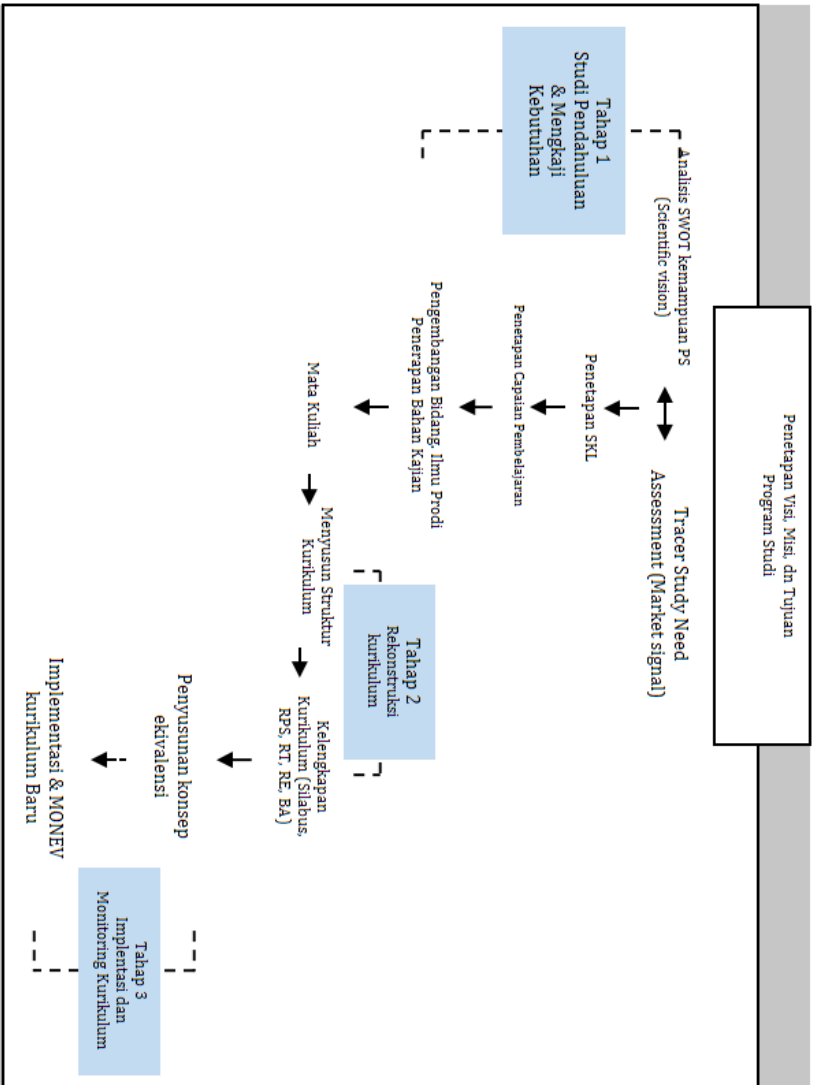 Penetapan Visi, Misi, dn Tujuan
Program Studi
Analisis SWOT kemampuan PS
(Scientific vision)
Tracer Study Need
Assessment (Market signal)
Tahap 1
Studi Pendahuluan
& Mengkaji
Kebutuhan
Penetapan SKL
Penetapan Capaian Pembelajaran
Pengembangan Bidang, Ilmu Prodi
Penerapan Bahan Kajian
Mata Kuliah
Menyusun Struktur
Kurikulum
Tahap 2
Rekonstruksi
kurikulum
Kelengkapan
Kurikulum (Silabus,
RPS, RT, RE, BA)
Penyusunan konsep
ekivalensi
Implementasi & MONEV
kurikulum Baru
Tahap 3
Implentasi dan
Monitoring Kurikulum